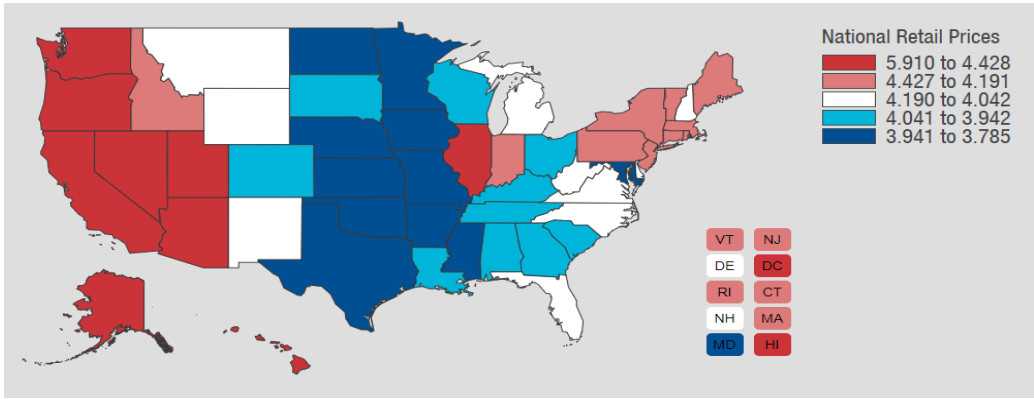 National Retail Prices
5.910 to 4.428
4.427 to 4.191
4.190 to 4.042
4.041 to 3.942
3.941 to 3.785
VT NJ
DE DC
RI CT
NH MA
MD HI